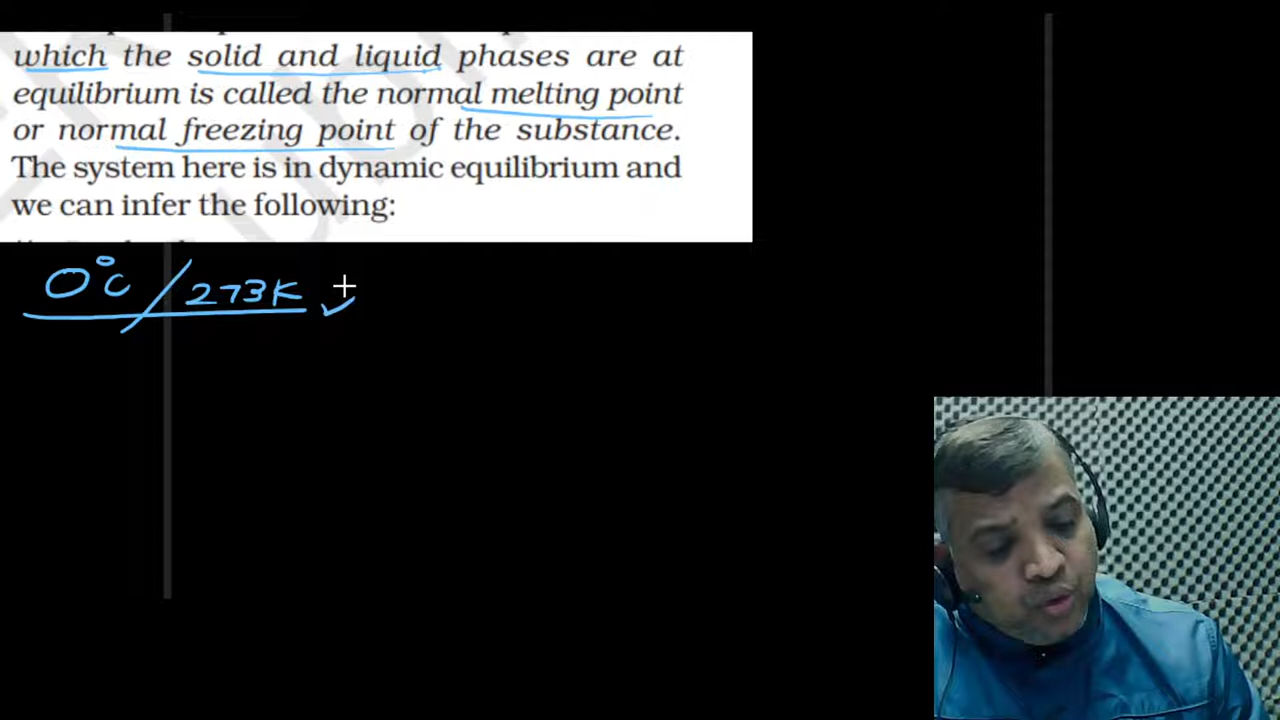 which the solid and liquid phases are at
equilibrium is called the normal melting point
or normal freezing point of the substance.
The system here is in dynamic equilibrium and
we can infer the following:
0°C / 273K